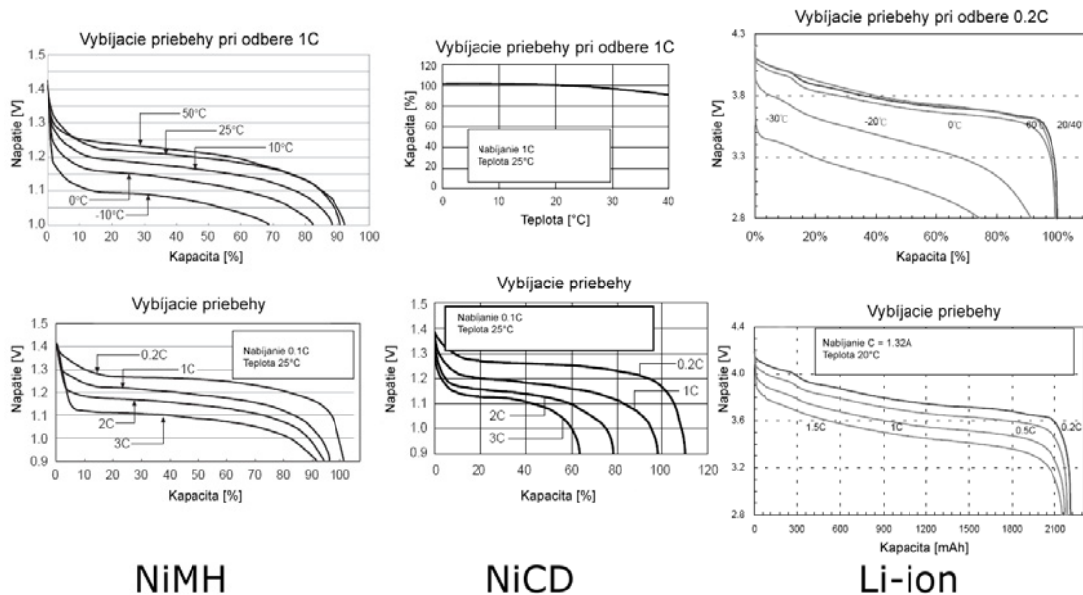 Vybíjacie priebehy pri odbere 1C
1.5
1.4
1.3
1.2
1.1
1.0
Napätie [V]
50°C
25°C
10°C
0°C
-10°C
0 10 20 30 40 50 60 70 80 90 100
Kapacita [%]
Vybíjacie priebehy pri odbere 1C
120
100
80
60
40
20
0
Kapacita [%]
Nabíjanie 1C
Teplota 25°C
0 10 20 30 40
Teplota [°C]
Vybíjacie priebehy pri odbere 0.2C
4.3
3.8
3.3
2.8
Napätie [V]
-30℃ -20℃ 0℃ 60℃ 20/40
0% 20% 40% 60% 80% 100%
Kapacita [%]
Vybíjacie priebehy
1.5
1.4
1.3
1.2
1.1
1.0
0.9
Napätie [V]
Nabíjanie 0.1C
Teplota 25°C
0.2C
1C
2C
3C
0 20 40 60 80 100
Kapacita [%]
Vybíjacie priebehy
1.5
1.4
1.3
1.2
1.1
1.0
0.9
Napätie [V]
Nabíjanie 0.1C
Teplota 25°C
0.2C
1C
2C
3C
0 20 40 60 80 100 120
Kapacita [%]
Vybíjacie priebehy
4.4
4.0
3.6
3.2
2.8
Napätie [V]
Nabíjanie C = 1.32A
Teplota 20°C
1.5C 1C 0.5C 0.2C
0 300 600 900 1200 1500 1800 2100
Kapacita [mAh]
NiMH NiCD Li-ion